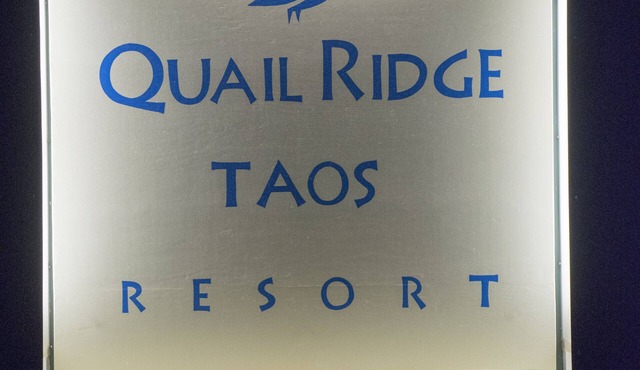 QUAIL RIDGE
TAOS
RESORT